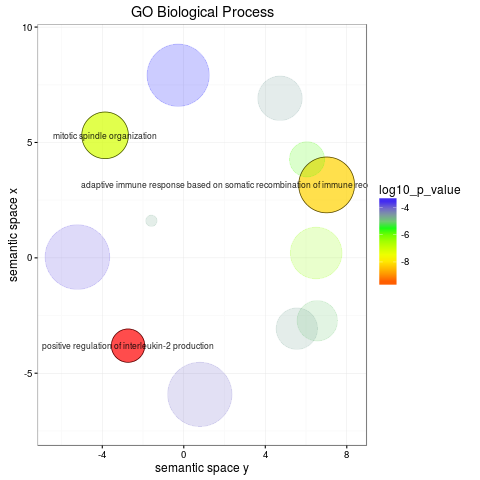 GO Biological Process
10
5
0
-5
semantic space x
mitotic spindle organization
adaptive immune response based on somatic recombination of immune rec
positive regulation of interleukin-2 production
-4
0
4
8
semantic space y
log10_p_value
-4
-6
-8